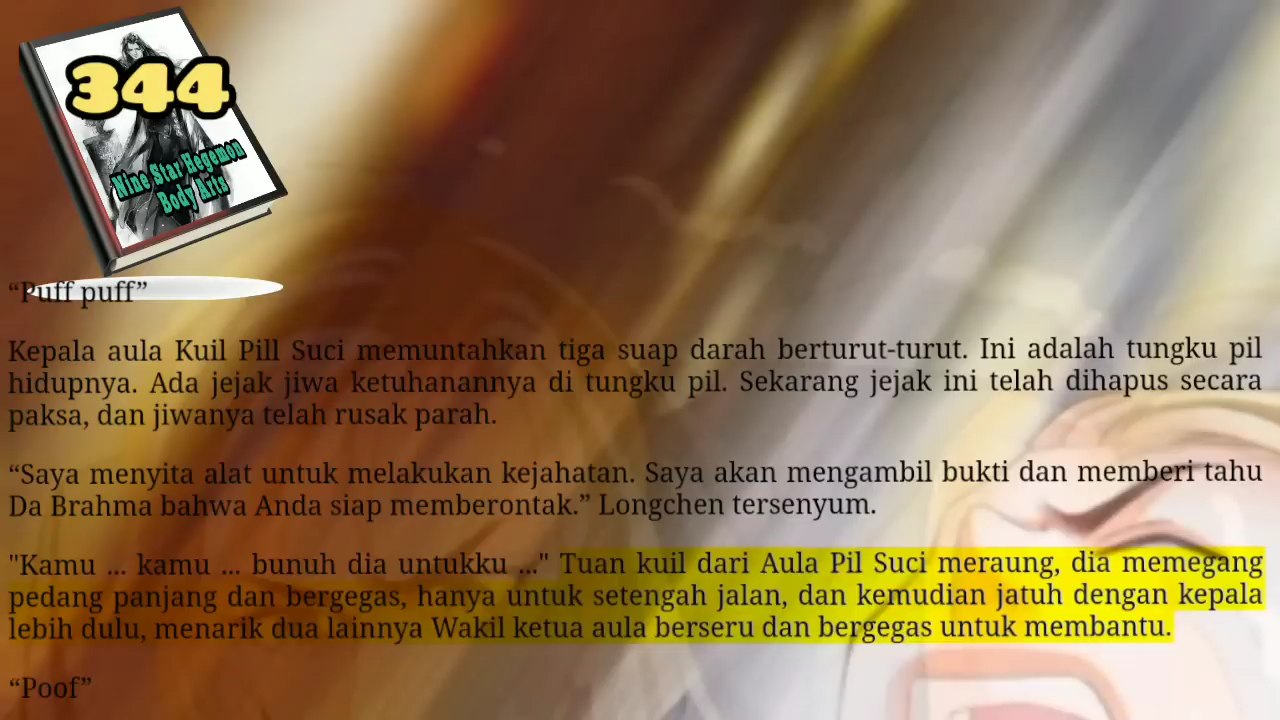 344
Nine Star Hegemon
Body Arts
“Puff puff”
Kepala aula Kuil Pill Suci memuntahkan tiga suap darah berturut-turut. Ini adalah tungku pil
hidupnya. Ada jejak jiwa ketuhanannya di tungku pil. Sekarang jejak ini telah dihapus secara
paksa, dan jiwanya telah rusak parah.
“Saya menyita alat untuk melakukan kejahatan. Saya akan mengambil bukti dan memberi tahu
Da Brahma bahwa Anda siap memberontak.” Longchen tersenyum.
"Kamu ... kamu ... bunuh dia untukku ..." Tuan kuil dari Aula Pil Suci meraung, dia memegang
pedang panjang dan bergegas, hanya untuk setengah jalan, dan kemudian jatuh dengan kepala
lebih dulu, menarik dua lainnya Wakil ketua aula berseru dan bergegas untuk membantu.
“Poof”